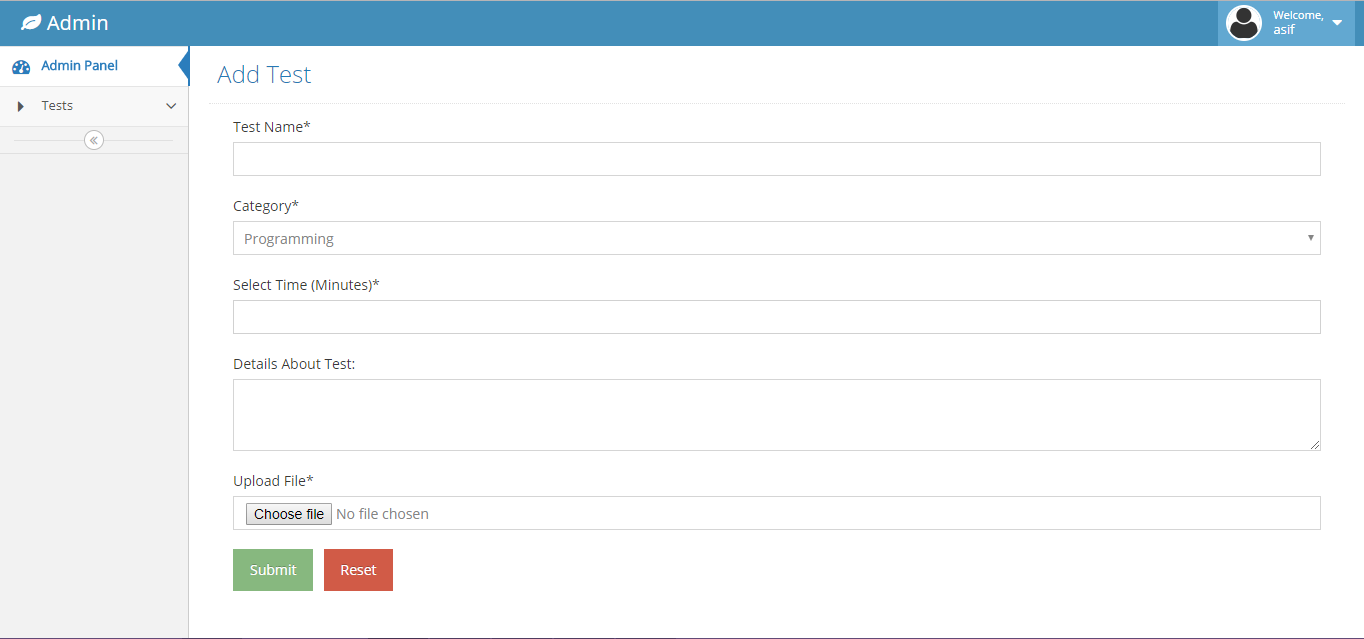 Admin
Welcome,
asif
Admin Panel
Tests
Add Test
Test Name*
Category*
Programming
Select Time (Minutes)*
Details About Test:
Upload File*
Choose file No file chosen
Submit Reset